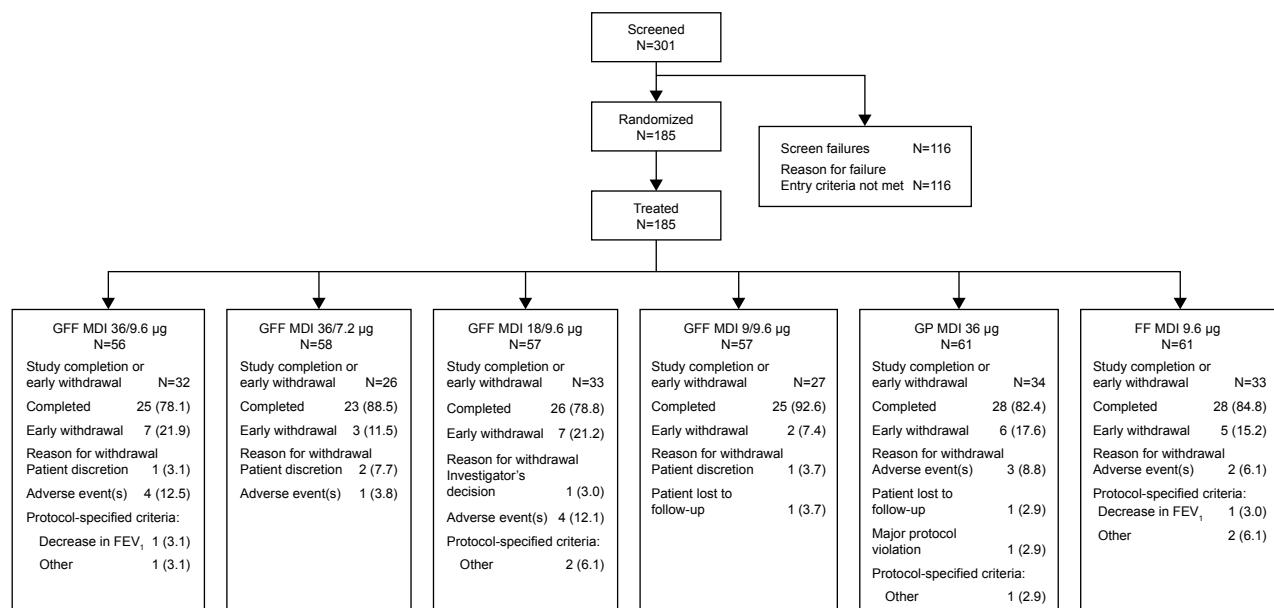 Screened
N=301
Randomized
N=185
Screen failures N=116
Reason for failure
Entry criteria not met N=116
Treated
N=185
GFF MDI 36/9.6 µg
N=56
Study completion or
early withdrawal N=32
Completed 25 (78.1)
Early withdrawal 7 (21.9)
Reason for withdrawal
Patient discretion 1 (3.1)
Adverse event(s) 4 (12.5)
Protocol-specified criteria:
Decrease in FEV₁ 1 (3.1)
Other 1 (3.1)
GFF MDI 36/7.2 µg
N=58
Study completion or
early withdrawal N=26
Completed 23 (88.5)
Early withdrawal 3 (11.5)
Reason for withdrawal
Patient discretion 2 (7.7)
Adverse event(s) 1 (3.8)
GFF MDI 18/9.6 µg
N=57
Study completion or
early withdrawal N=33
Completed 26 (78.8)
Early withdrawal 7 (21.2)
Reason for withdrawal
Investigator's
decision 1 (3.0)
Adverse event(s) 4 (12.1)
Protocol-specified criteria:
Other 2 (6.1)
GFF MDI 9/9.6 µg
N=57
Study completion or
early withdrawal N=27
Completed 25 (92.6)
Early withdrawal 2 (7.4)
Reason for withdrawal
Patient discretion 1 (3.7)
Patient lost to
follow-up 1 (3.7)
GP MDI 36 µg
N=61
Study completion or
early withdrawal N=34
Completed 28 (82.4)
Early withdrawal 6 (17.6)
Reason for withdrawal
Adverse event(s) 3 (8.8)
Patient lost to
follow-up 1 (2.9)
Major protocol
violation 1 (2.9)
Protocol-specified criteria:
Other 1 (2.9)
FF MDI 9.6 µg
N=61
Study completion or
early withdrawal N=33
Completed 28 (84.8)
Early withdrawal 5 (15.2)
Reason for withdrawal
Adverse event(s) 2 (6.1)
Protocol-specified criteria:
Decrease in FEV₁ 1 (3.0)
Other 2 (6.1)